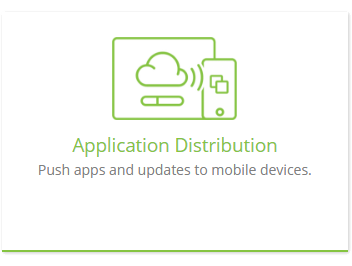 Application Distribution
Push apps and updates to mobile devices.